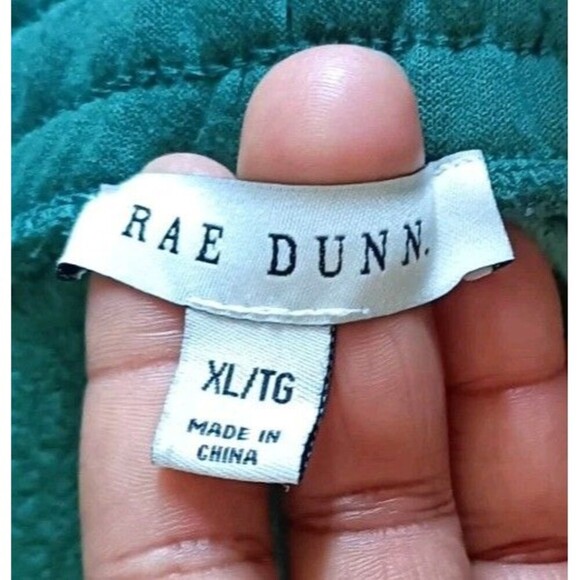 RAE DUNN.
XL/TG
MADE IN
CHINA